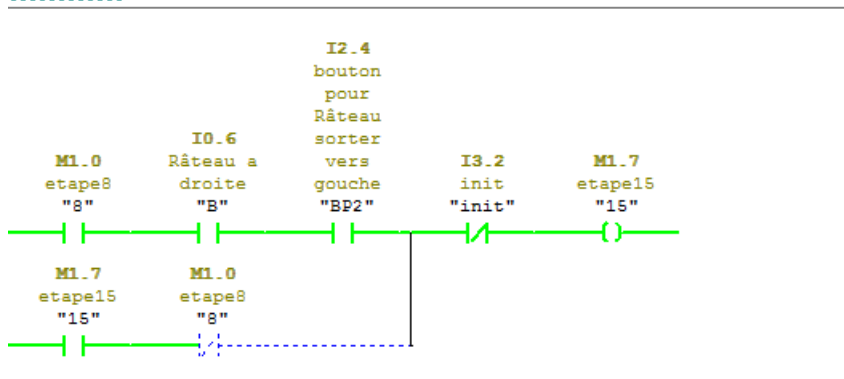 I2.4
bouton
pour
Râteau
I0.6 sorter
M1.0 Râteau a vers I3.2 M1.7
etape8 droite gouche init etape15
"8" "B" "BP2" "init" "15"
M1.7 M1.0
etape15 etape8
"15" "8"